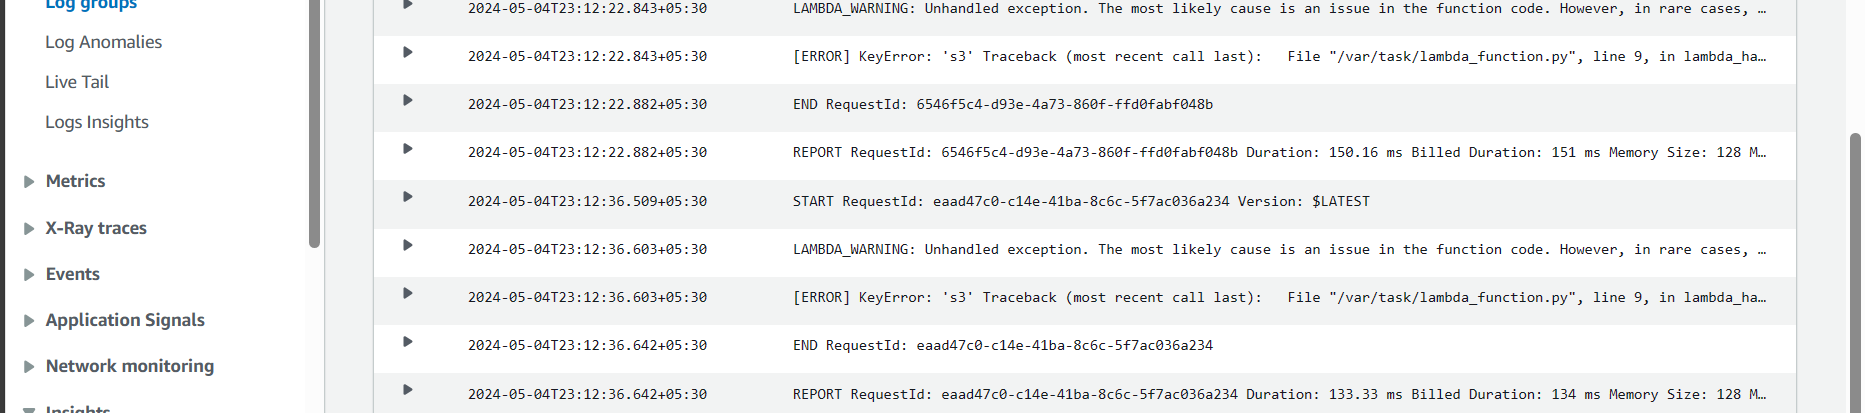 Log groups
Log Anomalies
Live Tail
Logs Insights
Metrics
X-Ray traces
Events
Application Signals
Network monitoring
Insights
2024-05-04T23:12:22.843+05:30 LAMBDA_WARNING: Unhandled exception. The most likely cause is an issue in the function code. However, in rare cases, …
2024-05-04T23:12:22.843+05:30 [ERROR] KeyError: 's3' Traceback (most recent call last):   File "/var/task/lambda_function.py", line 9, in lambda_ha…
2024-05-04T23:12:22.882+05:30 END RequestId: 6546f5c4-d93e-4a73-860f-ffd0fabf048b
2024-05-04T23:12:22.882+05:30 REPORT RequestId: 6546f5c4-d93e-4a73-860f-ffd0fabf048b Duration: 150.16 ms Billed Duration: 151 ms Memory Size: 128 M…
2024-05-04T23:12:36.509+05:30 START RequestId: eaad47c0-c14e-41ba-8c6c-5f7ac036a234 Version: $LATEST
2024-05-04T23:12:36.603+05:30 LAMBDA_WARNING: Unhandled exception. The most likely cause is an issue in the function code. However, in rare cases, …
2024-05-04T23:12:36.603+05:30 [ERROR] KeyError: 's3' Traceback (most recent call last):   File "/var/task/lambda_function.py", line 9, in lambda_ha…
2024-05-04T23:12:36.642+05:30 END RequestId: eaad47c0-c14e-41ba-8c6c-5f7ac036a234
2024-05-04T23:12:36.642+05:30 REPORT RequestId: eaad47c0-c14e-41ba-8c6c-5f7ac036a234 Duration: 133.33 ms Billed Duration: 134 ms Memory Size: 128 M…